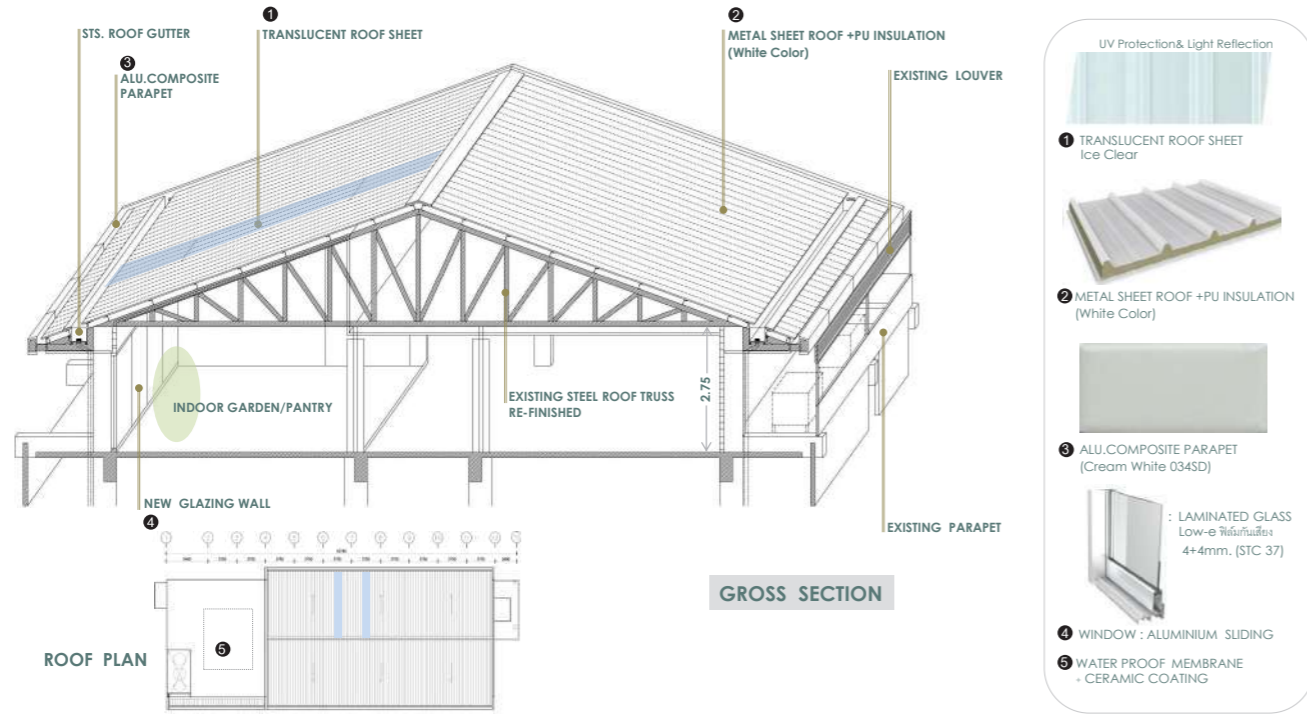 1
STS. ROOF GUTTER
TRANSLUCENT ROOF SHEET
3
ALU.COMPOSITE
PARAPET
2
METAL SHEET ROOF +PU INSULATION
(White Color)
EXISTING LOUVER
INDOOR GARDEN/PANTRY
EXISTING STEEL ROOF TRUSS
RE-FINISHED
2.75
NEW GLAZING WALL
4
EXISTING PARAPET
GROSS SECTION
ROOF PLAN
5
UV Protection& Light Reflection
1 TRANSLUCENT ROOF SHEET
Ice Clear
2 METAL SHEET ROOF +PU INSULATION
(White Color)
3 ALU.COMPOSITE PARAPET
(Cream White 034SD)
: LAMINATED GLASS
Low-e ฟิล์มกันเสียง
4+4mm. (STC 37)
4 WINDOW : ALUMINIUM SLIDING
5 WATER PROOF MEMBRANE
+ CERAMIC COATING